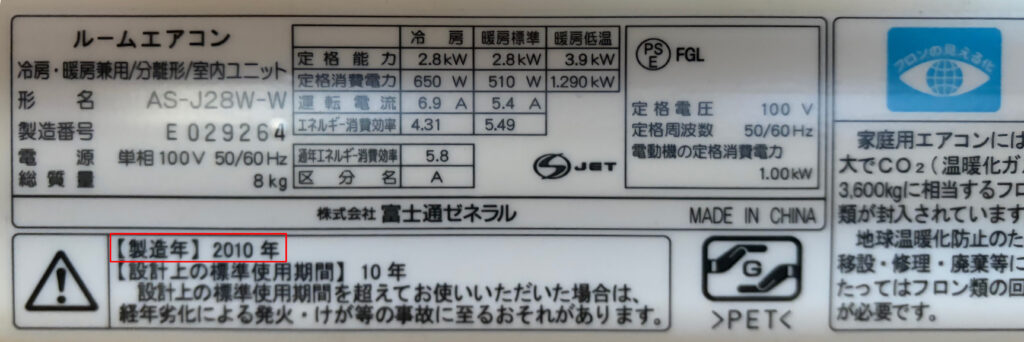 ルームエアコン
冷房・暖房兼用/分離形/室内ユニット
形名 AS-J28W-W
製造番号 E029264
電源 単相100V 50/60Hz
総質量 8kg
冷房 暖房標準 暖房低温
定格能力 2.8kW 2.8kW 3.9kW
定格消費電力 650 W 510 W 1.290kW
運転電流 6.9 A 5.4 A
エネルギー消費効率 4.31 5.49
通年エネルギー消費効率 5.8
区分名 A
JET
PSE FGL
定格電圧 100 V
定格周波数 50/60Hz
電動機の定格消費電力
1.00kW
株式会社 富士通ゼネラル
MADE IN CHINA
【製造年】2010年
【設計上の標準使用期間】10年
設計上の標準使用期間を超えてお使いいただいた場合は、
経年劣化による発火・けが等の事故に至るおそれがあります。
G
>PET<
フロンの見える化
家庭用エアコンには
大でCO₂(温暖化ガ
3,600kgに相当するフロ
類が封入されています
地球温暖化防止のた
移設・修理・廃棄等に
たってはフロン類の回
が必要です。